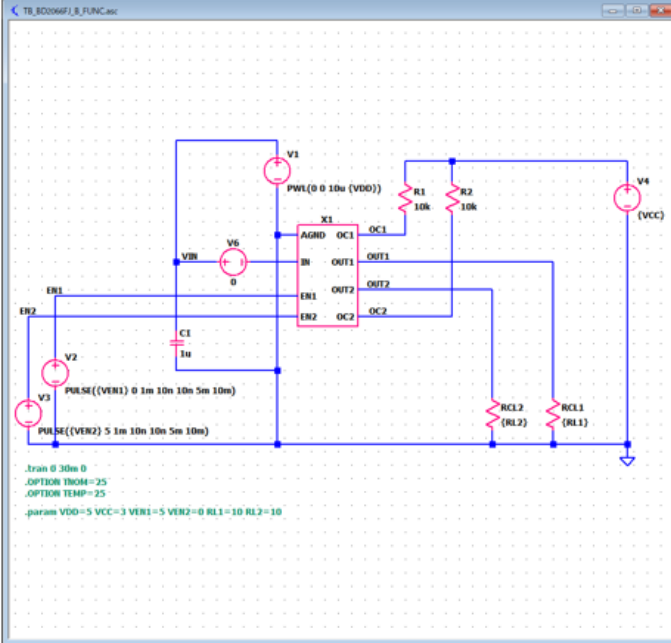 TB_BD2066FJ_B_FUNC.asc
V1
PWL(0 0 10u {VDD})
R1
10k
R2
10k
V4
{VCC}
X1
AGND OC1
OC1
V6
VIN
0
IN OUT1
OUT1
OUT2
OUT2
EN1
EN1
EN2
EN2 OC2
OC2
C1
1u
V2
PULSE({VEN1} 0 1m 10n 10n 5m 10m)
V3
PULSE({VEN2} 5 1m 10n 10n 5m 10m)
RCL2
{RL2}
RCL1
{RL1}
.tran 0 30m 0
.OPTION TNOM=25
.OPTION TEMP=25
.param VDD=5 VCC=3 VEN1=5 VEN2=0 RL1=10 RL2=10